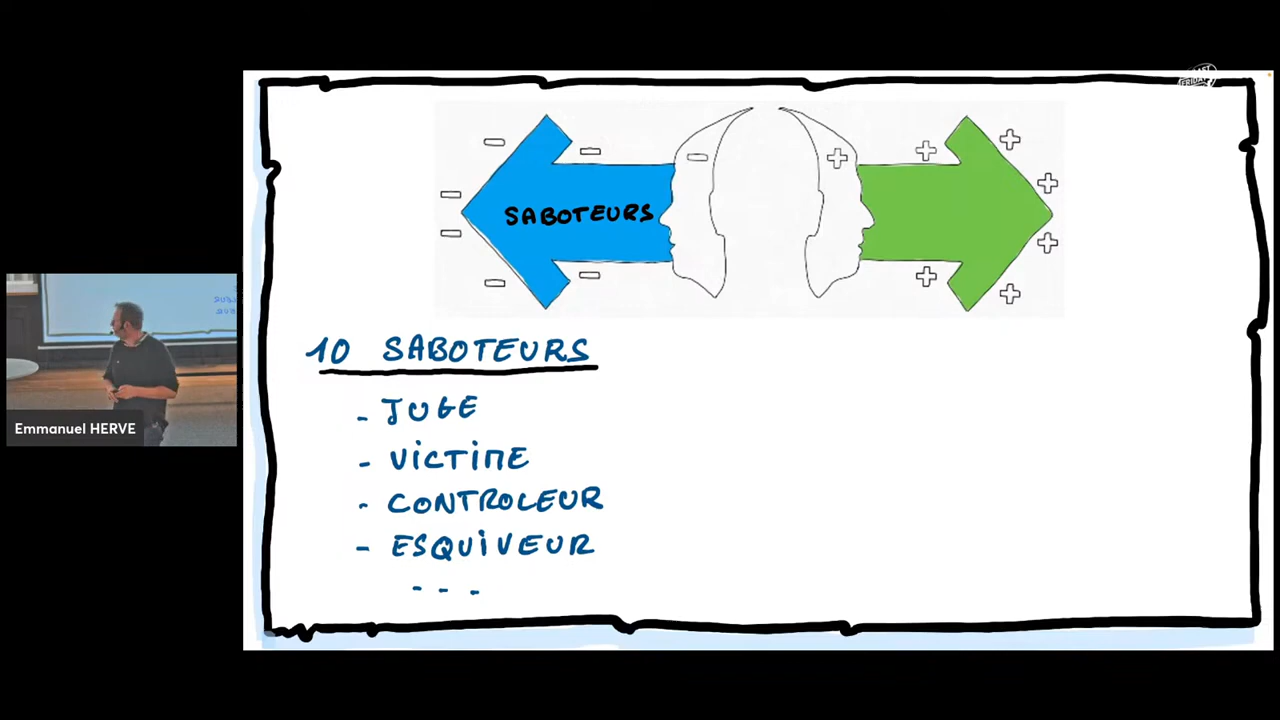 SABOTEURS
10 SABOTEURS
- JUGE
- VICTIME
- CONTROLEUR
- ESQUIVEUR
- - -
Emmanuel HERVE